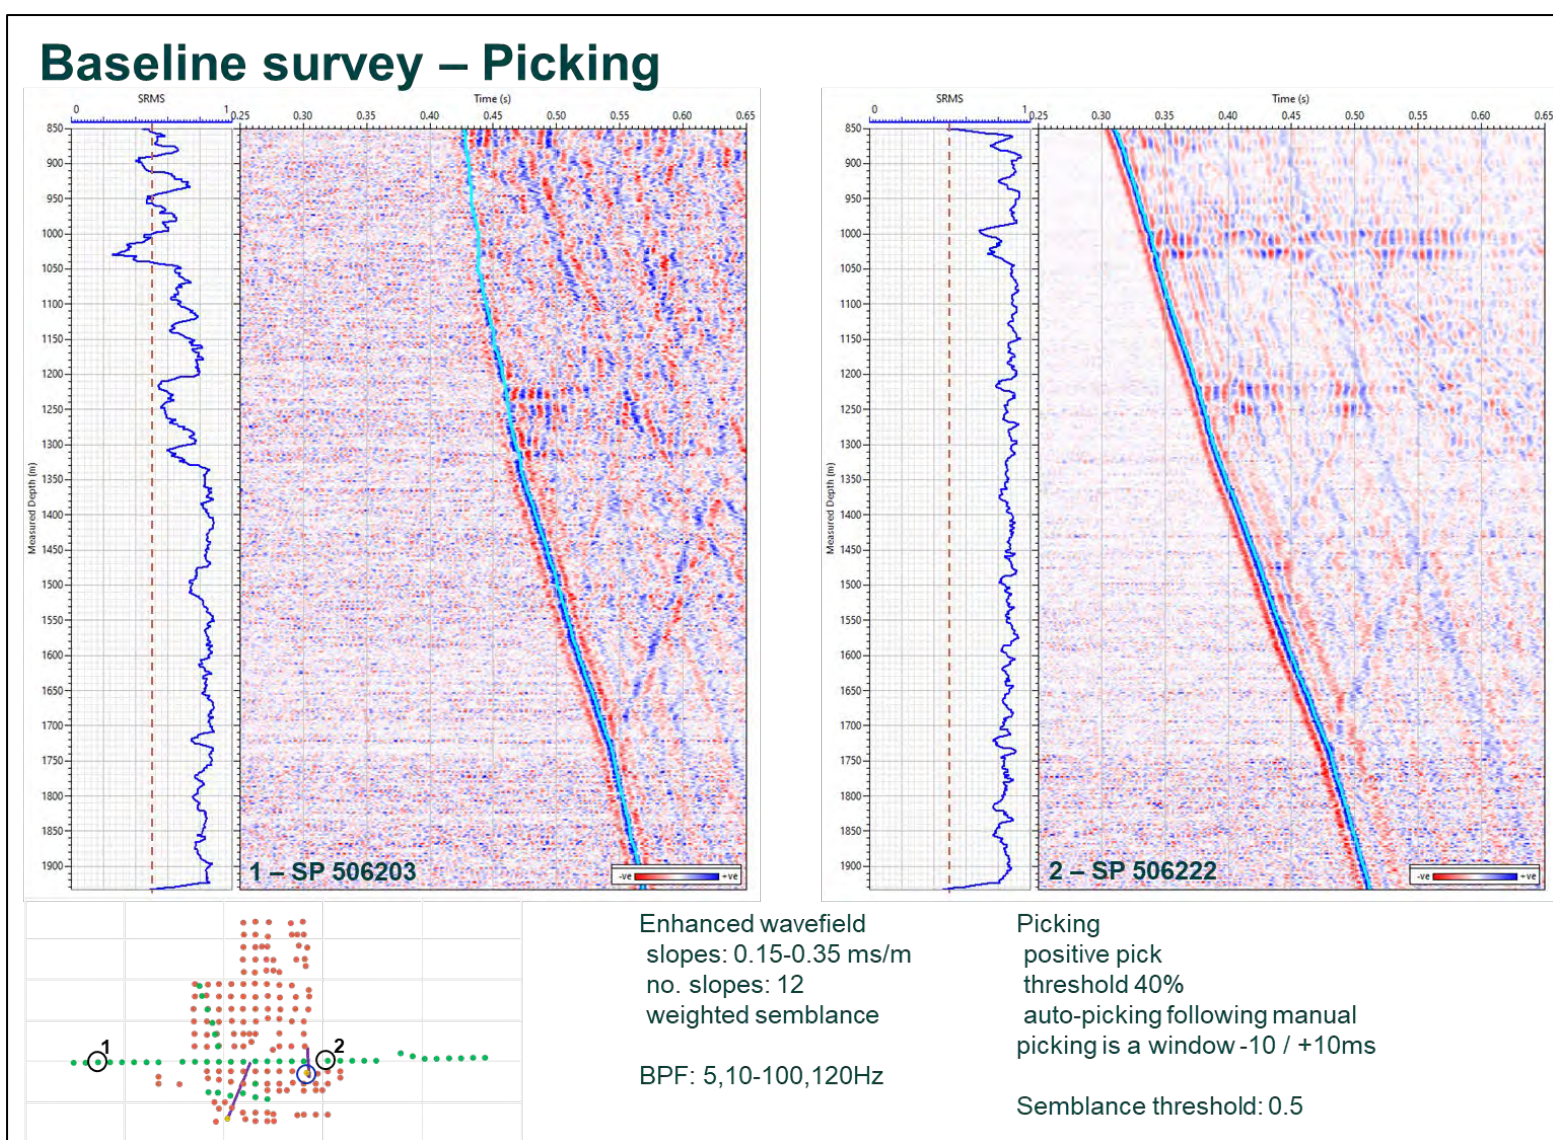 Baseline survey – Picking
SRMS
Time (s)
0 1
0.25 0.30 0.35 0.40 0.45 0.50 0.55 0.60 0.65
Measured Depth (m)
850
900
950
1000
1050
1100
1150
1200
1250
1300
1350
1400
1450
1500
1550
1600
1650
1700
1750
1800
1850
1900
1 – SP 506203
-ve +ve
SRMS
Time (s)
0 1
0.25 0.30 0.35 0.40 0.45 0.50 0.55 0.60 0.65
Measured Depth (m)
850
900
950
1000
1050
1100
1150
1200
1250
1300
1350
1400
1450
1500
1550
1600
1650
1700
1750
1800
1850
1900
2 – SP 506222
-ve +ve
1
2
Enhanced wavefield
slopes: 0.15-0.35 ms/m
no. slopes: 12
weighted semblance
BPF: 5,10-100,120Hz
Picking
positive pick
threshold 40%
auto-picking following manual
picking is a window -10 / +10ms
Semblance threshold: 0.5